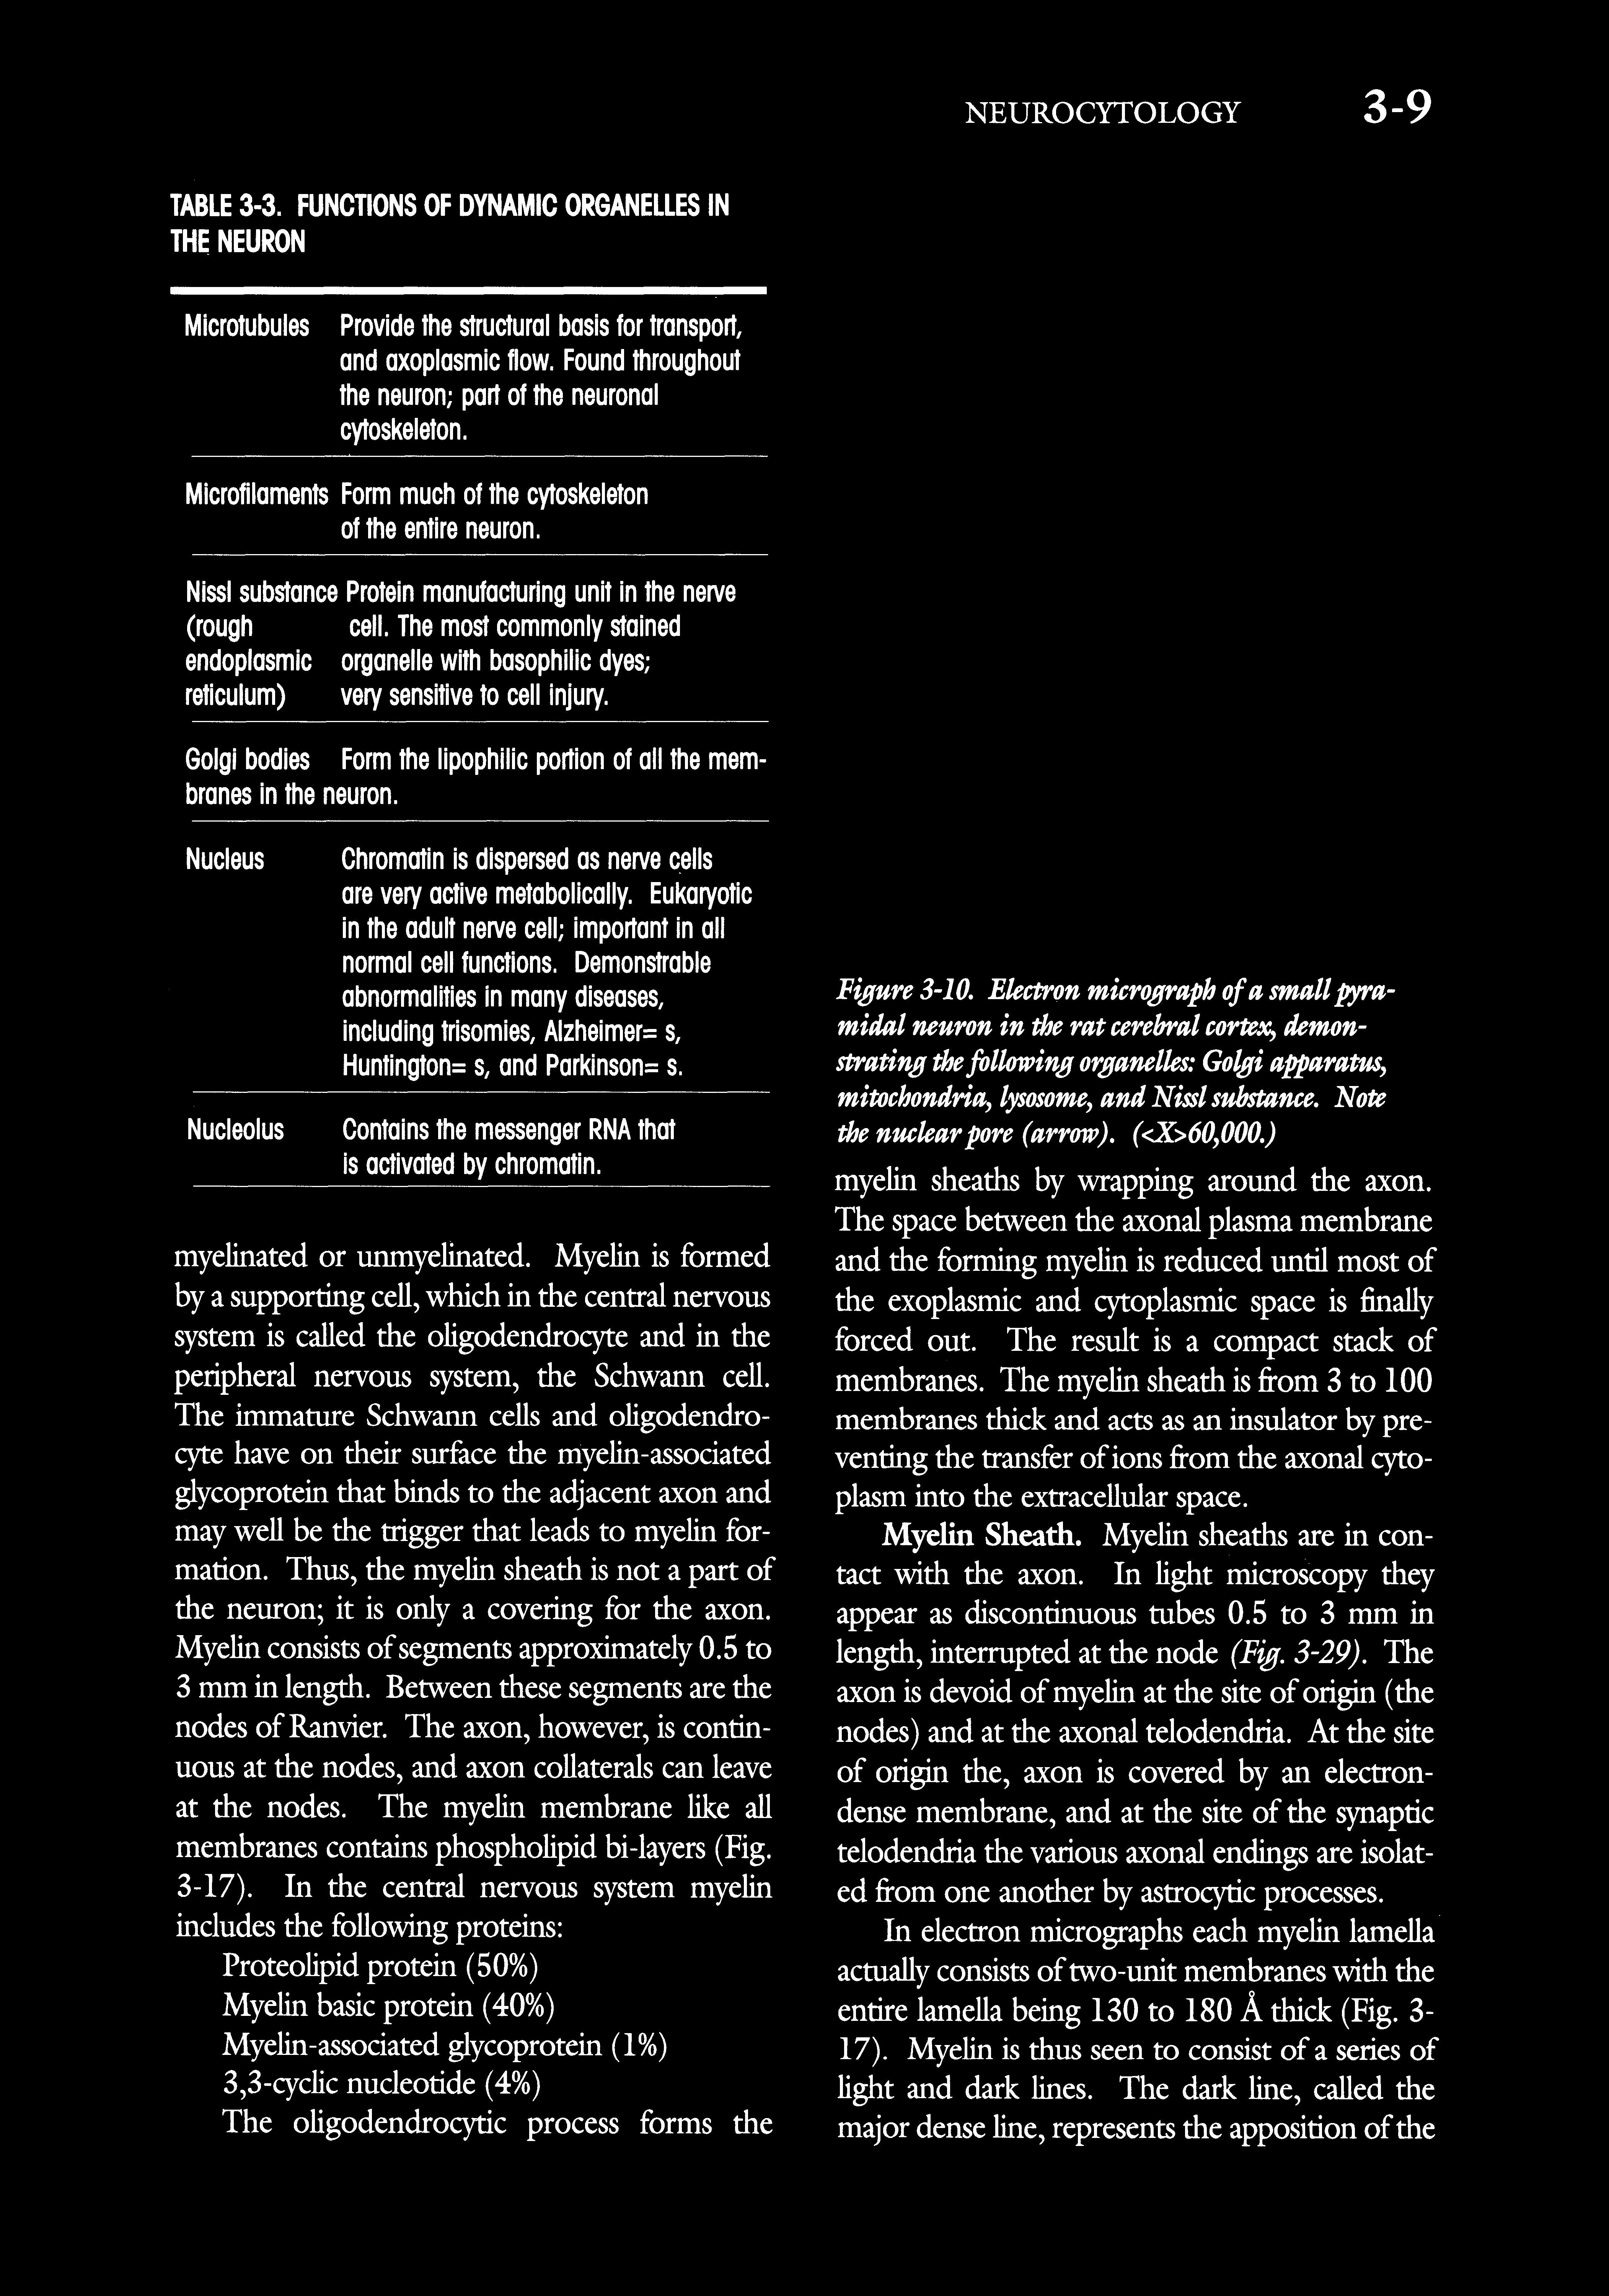 NEUROCYTOLOGY 3-9
TABLE 3-3. FUNCTIONS OF DYNAMIC ORGANELLES IN
THE NEURON
Microtubules Provide the structural basis for transport,
and axoplasmic flow. Found throughout
the neuron; part of the neuronal
cytoskeleton.
Microfilaments Form much of the cytoskeleton
of the entire neuron.
Nissl substance Protein manufacturing unit in the nerve
(rough cell. The most commonly stained
endoplasmic organelle with basophilic dyes;
reticulum) very sensitive to cell injury.
Golgi bodies Form the lipophilic portion of all the mem-
branes in the neuron.
Nucleus Chromatin is dispersed as nerve cells
are very active metabolically. Eukaryotic
in the adult nerve cell; important in all
normal cell functions. Demonstrable
abnormalities in many diseases,
including trisomies, Alzheimer= s,
Huntington= s, and Parkinson= s.
Nucleolus Contains the messenger RNA that
is activated by chromatin.
myelinated or unmyelinated. Myelin is formed
by a supporting cell, which in the central nervous
system is called the oligodendrocyte and in the
peripheral nervous system, the Schwann cell.
The immature Schwann cells and oligodendro-
cyte have on their surface the myelin-associated
glycoprotein that binds to the adjacent axon and
may well be the trigger that leads to myelin for-
mation. Thus, the myelin sheath is not a part of
the neuron; it is only a covering for the axon.
Myelin consists of segments approximately 0.5 to
3 mm in length. Between these segments are the
nodes of Ranvier. The axon, however, is contin-
uous at the nodes, and axon collaterals can leave
at the nodes. The myelin membrane like all
membranes contains phospholipid bi-layers (Fig.
3-17). In the central nervous system myelin
includes the following proteins:
Proteolipid protein (50%)
Myelin basic protein (40%)
Myelin-associated glycoprotein (1%)
3,3-cyclic nucleotide (4%)
The oligodendrocytic process forms the
Figure 3-10. Electron micrograph of a small pyra-
midal neuron in the rat cerebral cortex, demon-
strating the following organelles: Golgi apparatus,
mitochondria, lysosome, and Nissl substance. Note
the nuclear pore (arrow). (<X>60,000.)
myelin sheaths by wrapping around the axon.
The space between the axonal plasma membrane
and the forming myelin is reduced until most of
the exoplasmic and cytoplasmic space is finally
forced out. The result is a compact stack of
membranes. The myelin sheath is from 3 to 100
membranes thick and acts as an insulator by pre-
venting the transfer of ions from the axonal cyto-
plasm into the extracellular space.
Myelin Sheath. Myelin sheaths are in con-
tact with the axon. In light microscopy they
appear as discontinuous tubes 0.5 to 3 mm in
length, interrupted at the node (Fig. 3-29). The
axon is devoid of myelin at the site of origin (the
nodes) and at the axonal telodendria. At the site
of origin the, axon is covered by an electron-
dense membrane, and at the site of the synaptic
telodendria the various axonal endings are isolat-
ed from one another by astrocytic processes.
In electron micrographs each myelin lamella
actually consists of two-unit membranes with the
entire lamella being 130 to 180 Å thick (Fig. 3-
17). Myelin is thus seen to consist of a series of
light and dark lines. The dark line, called the
major dense line, represents the apposition of the